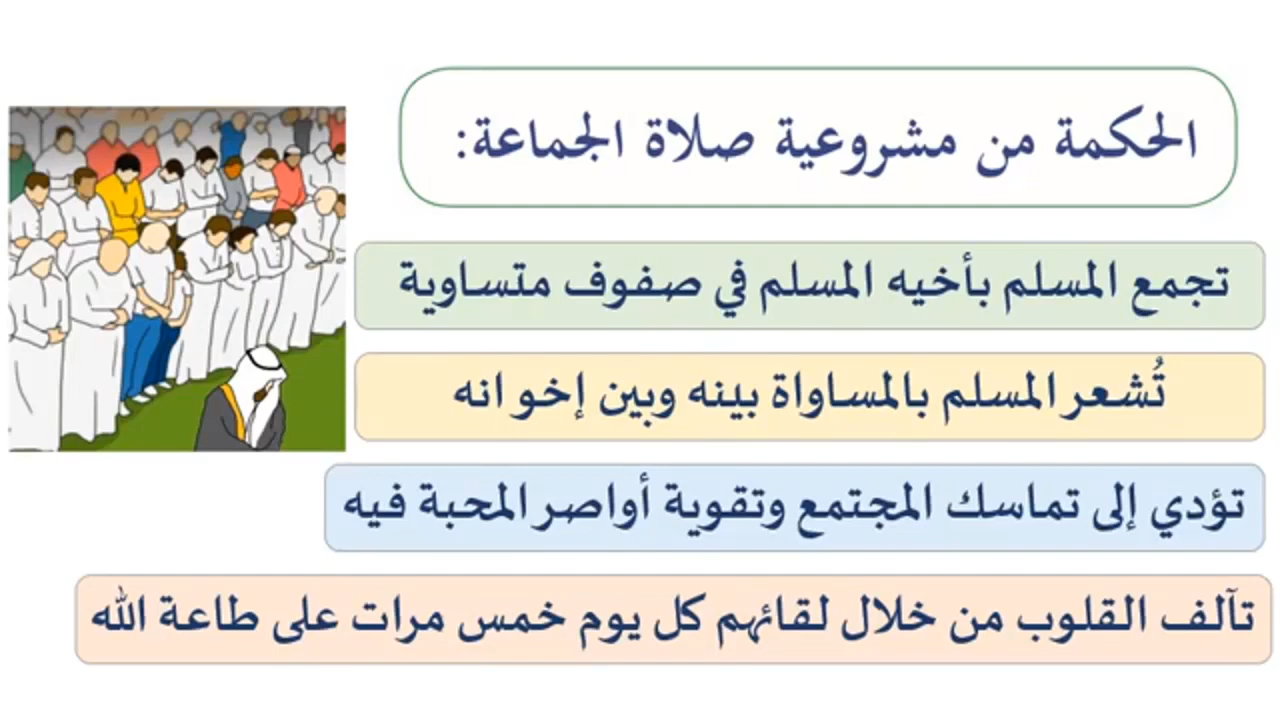 الحكمة من مشروعية صلاة الجماعة:
تجمع المسلم بأخيه المسلم في صفوف متساوية
تُشعر المسلم بالمساواة بينه وبين إخوانه
تؤدي إلى تماسك المجتمع وتقوية أواصر المحبة فيه
تآلف القلوب من خلال لقائهم كل يوم خمس مرات على طاعة الله